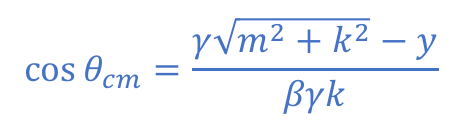 cos θ_cm = (γ√(m² + k²) − y) / (βγk)